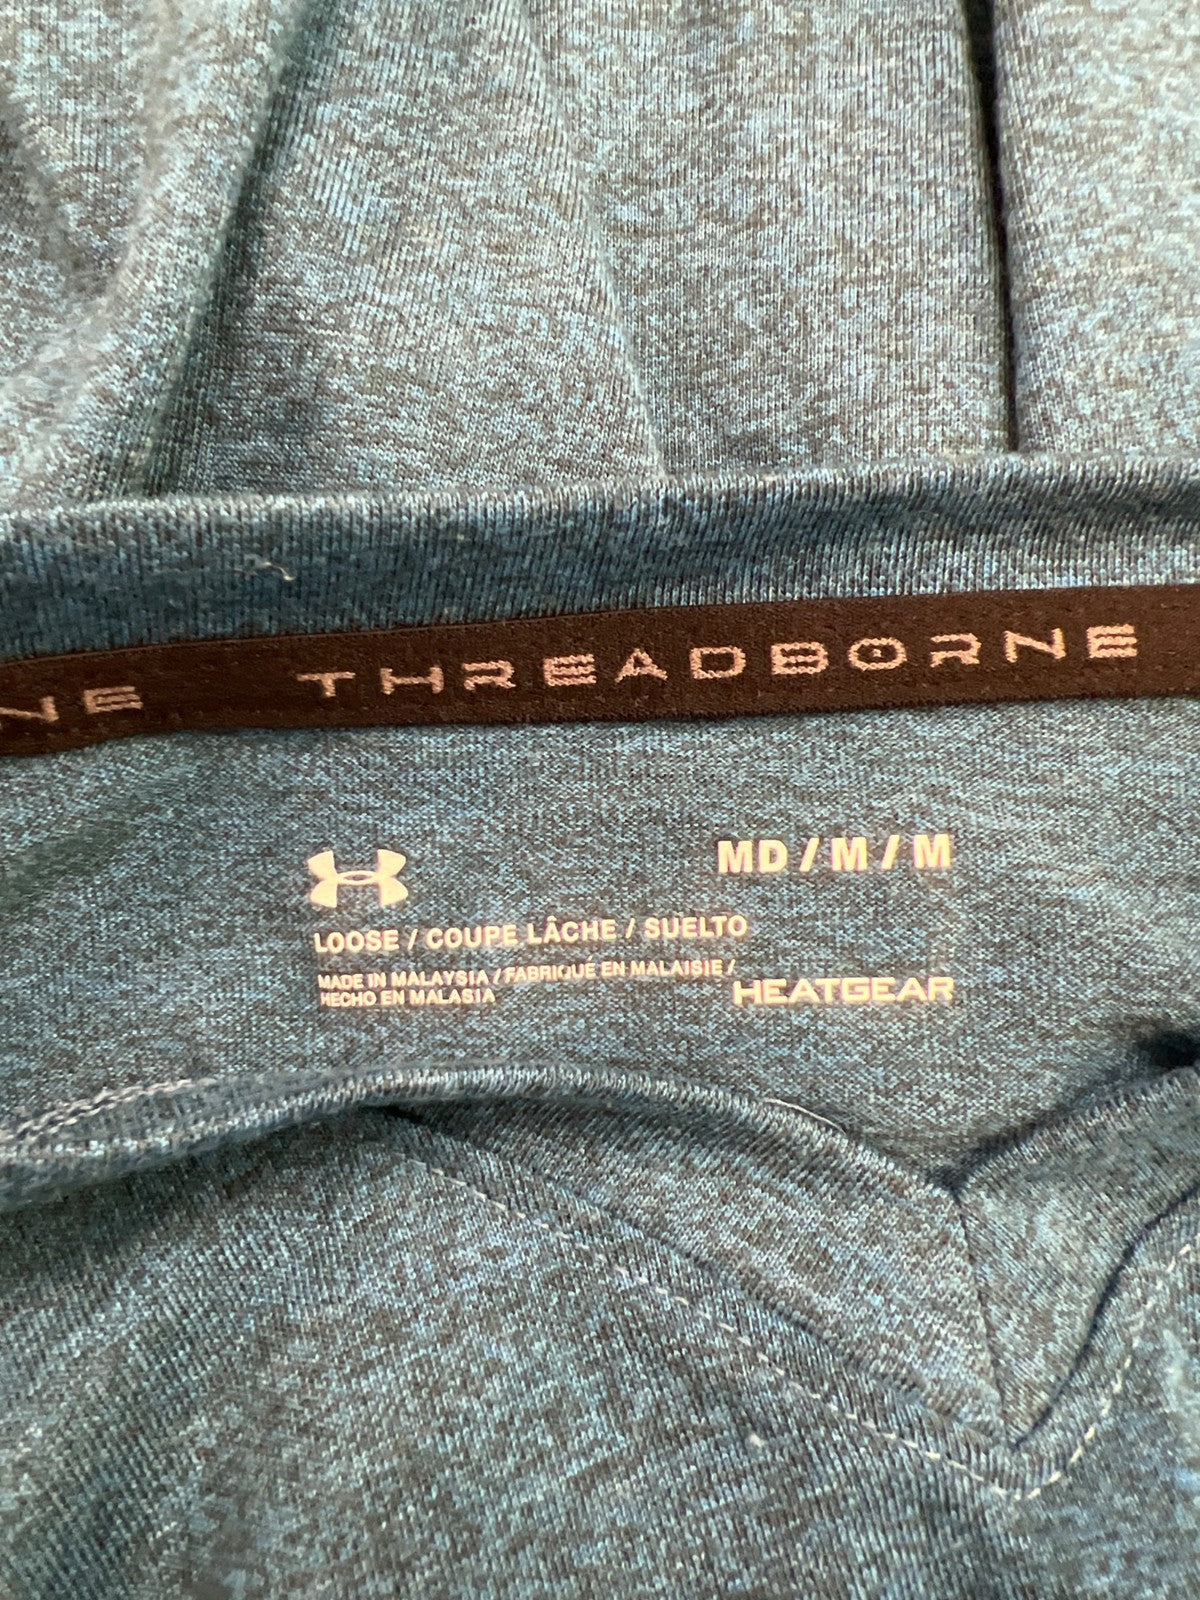 NE THREADBORNE
MD / M / M
LOOSE / COUPE LÂCHE / SUELTO
MADE IN MALAYSIA / FABRIQUÉ EN MALAISIE /
HECHO EN MALASIA
HEATGEAR